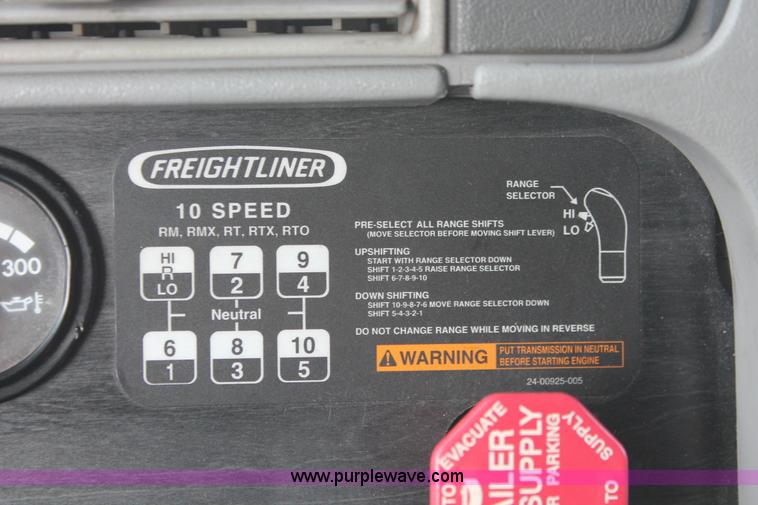 FREIGHTLINER
10 SPEED
RM, RMX, RT, RTX, RTO
HI R LO
7 2
9 4
Neutral
6 1
8 3
10 5
RANGE
SELECTOR
HI
LO
PRE-SELECT ALL RANGE SHIFTS
(MOVE SELECTOR BEFORE MOVING SHIFT LEVER)
UPSHIFTING
START WITH RANGE SELECTOR DOWN
SHIFT 1-2-3-4-5 RAISE RANGE SELECTOR
SHIFT 6-7-8-9-10
DOWN SHIFTING
SHIFT 10-9-8-7-6 MOVE RANGE SELECTOR DOWN
SHIFT 5-4-3-2-1
DO NOT CHANGE RANGE WHILE MOVING IN REVERSE
WARNING
PUT TRANSMISSION IN NEUTRAL
BEFORE STARTING ENGINE
24-00925-005
300
TO EVACUATE
AILER
SUPPLY
PARKING
TO
SUPPLY
www.purplewave.com